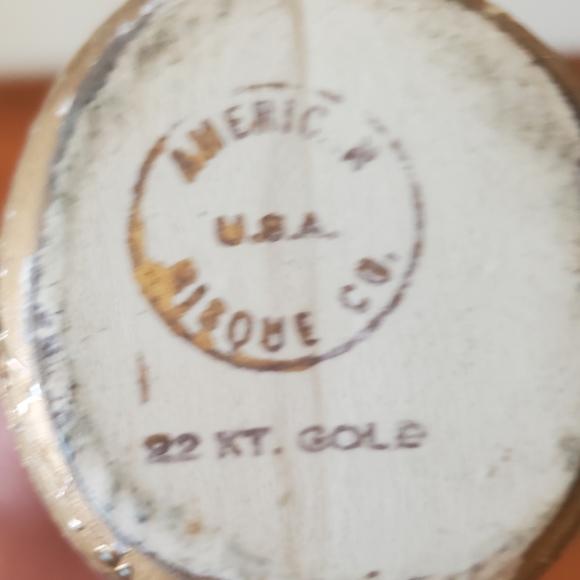 AMERICAN
U.S.A.
BISQUE CO.
22 KT. GOLD